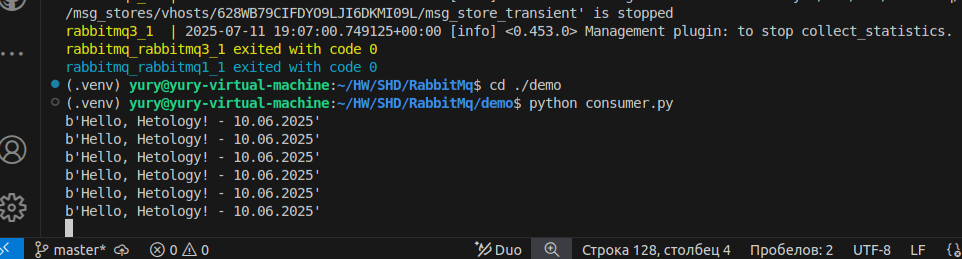 /msg_stores/vhosts/628WB79CIFDYO9LJI6DKMI09L/msg_store_transient' is stopped
rabbitmq3_1  | 2025-07-11 19:07:00.749125+00:00 [info] <0.453.0> Management plugin: to stop collect_statistics.
rabbitmq_rabbitmq3_1 exited with code 0
rabbitmq_rabbitmq1_1 exited with code 0
(.venv) yury@yury-virtual-machine:~/HW/SHD/RabbitMq$ cd ./demo
(.venv) yury@yury-virtual-machine:~/HW/SHD/RabbitMq/demo$ python consumer.py
b'Hello, Hetology! - 10.06.2025'
b'Hello, Hetology! - 10.06.2025'
b'Hello, Hetology! - 10.06.2025'
b'Hello, Hetology! - 10.06.2025'
b'Hello, Hetology! - 10.06.2025'
b'Hello, Hetology! - 10.06.2025'
master* 0 0 Duo Строка 128, столбец 4 Пробелов: 2 UTF-8 LF {}